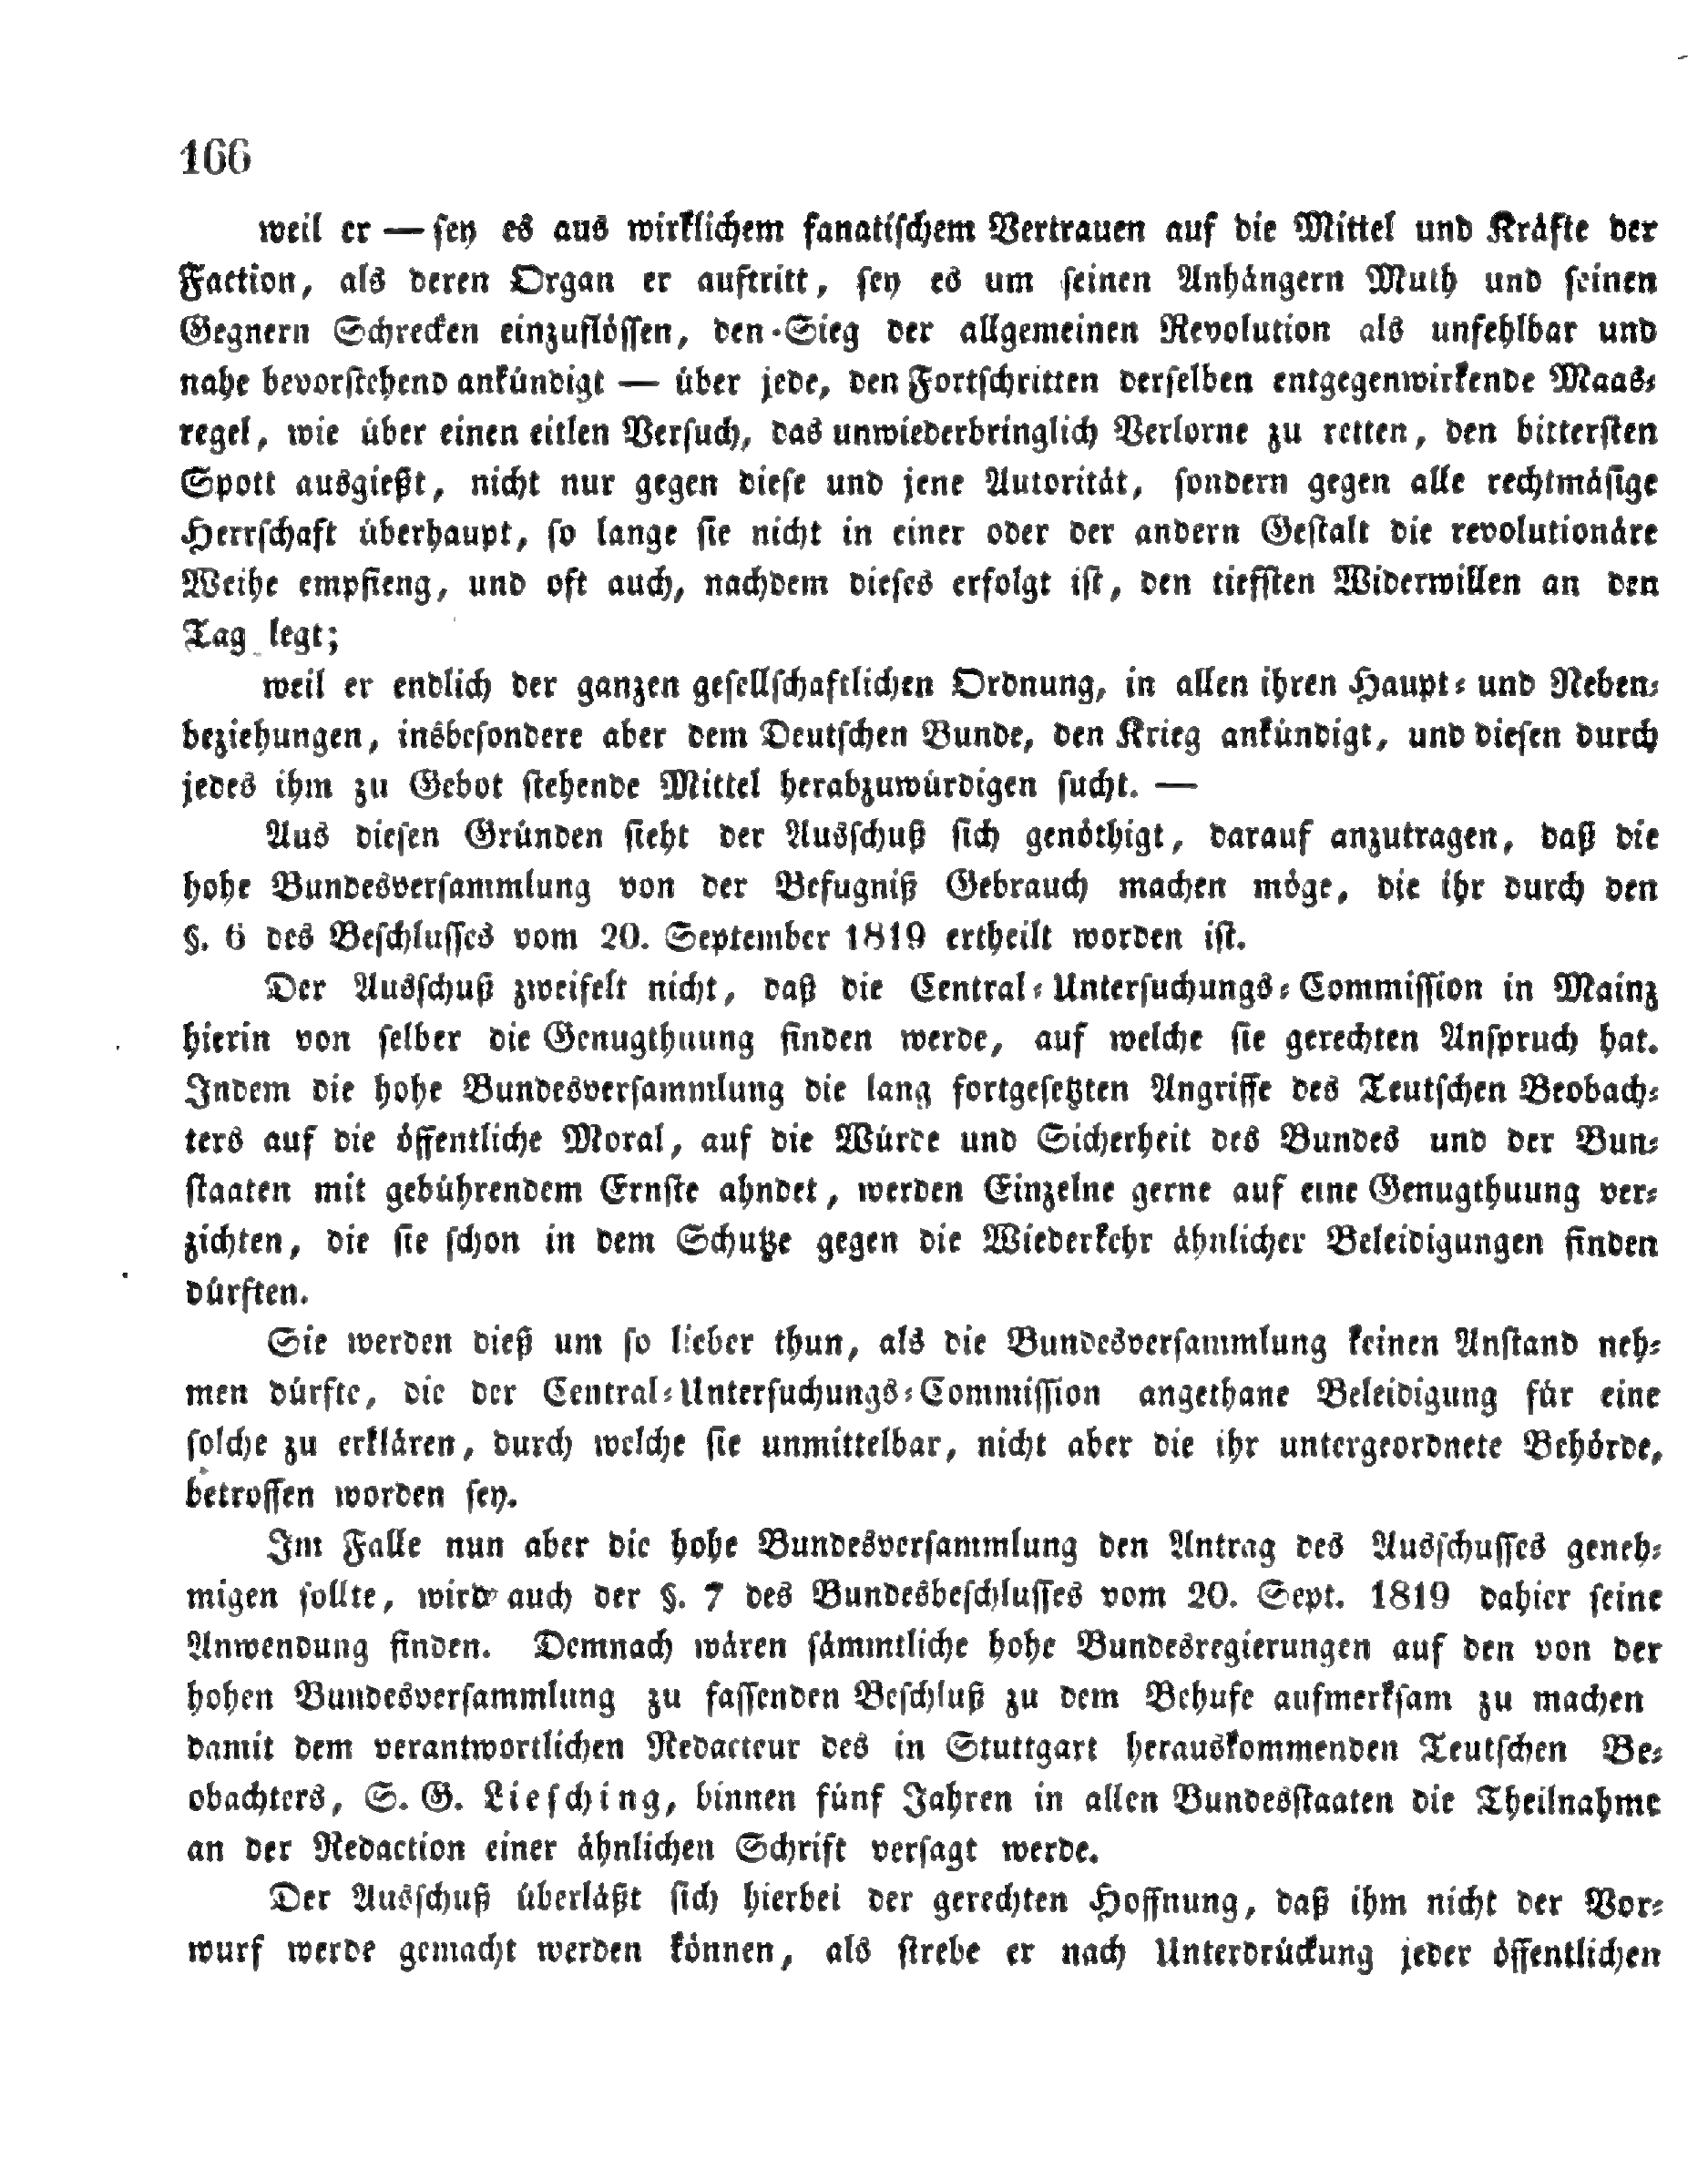 166
weil er — ſey es aus wirklichem fanatiſchem Vertrauen auf die Mittel und Kräfte der
Faction, als deren Organ er auftritt, ſey es um ſeinen Anhängern Muth und ſeinen
Gegnern Schrecken einzuflöſſen, den Sieg der allgemeinen Revolution als unfehlbar und
nahe bevorſtehend ankündigt — über jede, den Fortſchritten derſelben entgegenwirkende Maas-
regel, wie über einen eitlen Verſuch, das unwiederbringlich Verlorne zu retten, den bitterſten
Spott ausgießt, nicht nur gegen dieſe und jene Autorität, ſondern gegen alle rechtmäſige
Herrſchaft überhaupt, ſo lange ſie nicht in einer oder der andern Geſtalt die revolutionäre
Weihe empfieng, und oft auch, nachdem dieſes erfolgt iſt, den tiefſten Widerwillen an den
Tag legt;
weil er endlich der ganzen geſellſchaftlichen Ordnung, in allen ihren Haupt- und Neben-
beziehungen, insbeſondere aber dem Deutſchen Bunde, den Krieg ankündigt, und dieſen durch
jedes ihm zu Gebot ſtehende Mittel herabzuwürdigen ſucht. —
Aus dieſen Gründen ſieht der Ausſchuß ſich genöthigt, darauf anzutragen, daß die
hohe Bundesverſammlung von der Befugniß Gebrauch machen möge, die ihr durch den
§. 6 des Beſchluſſes vom 20. September 1819 ertheilt worden iſt.
Der Ausſchuß zweifelt nicht, daß die Central-Unterſuchungs-Commiſſion in Mainz
hierin von ſelber die Genugthuung finden werde, auf welche ſie gerechten Anſpruch hat.
Indem die hohe Bundesverſammlung die lang fortgeſetzten Angriffe des Teutſchen Beobach-
ters auf die öffentliche Moral, auf die Würde und Sicherheit des Bundes und der Bun-
ſtaaten mit gebührendem Ernſte ahndet, werden Einzelne gerne auf eine Genugthuung ver-
zichten, die ſie ſchon in dem Schutze gegen die Wiederkehr ähnlicher Beleidigungen finden
dürften.
Sie werden dieß um ſo lieber thun, als die Bundesverſammlung keinen Anſtand neh-
men dürfte, die der Central-Unterſuchungs-Commiſſion angethane Beleidigung für eine
ſolche zu erklären, durch welche ſie unmittelbar, nicht aber die ihr untergeordnete Behörde,
betroffen worden ſey.
Im Falle nun aber die hohe Bundesverſammlung den Antrag des Ausſchuſſes geneh-
migen ſollte, wird auch der §. 7 des Bundesbeſchluſſes vom 20. Sept. 1819 dahier ſeine
Anwendung finden. Demnach wären ſämmtliche hohe Bundesregierungen auf den von der
hohen Bundesverſammlung zu faſſenden Beſchluß zu dem Behufe aufmerkſam zu machen
damit dem verantwortlichen Redacteur des in Stuttgart herauskommenden Teutſchen Be-
obachters, S. G. Lieſching, binnen fünf Jahren in allen Bundesſtaaten die Theilnahme
an der Redaction einer ähnlichen Schrift verſagt werde.
Der Ausſchuß überläßt ſich hierbei der gerechten Hoffnung, daß ihm nicht der Vor-
wurf werde gemacht werden können, als ſtrebe er nach Unterdrückung jeder öffentlichen